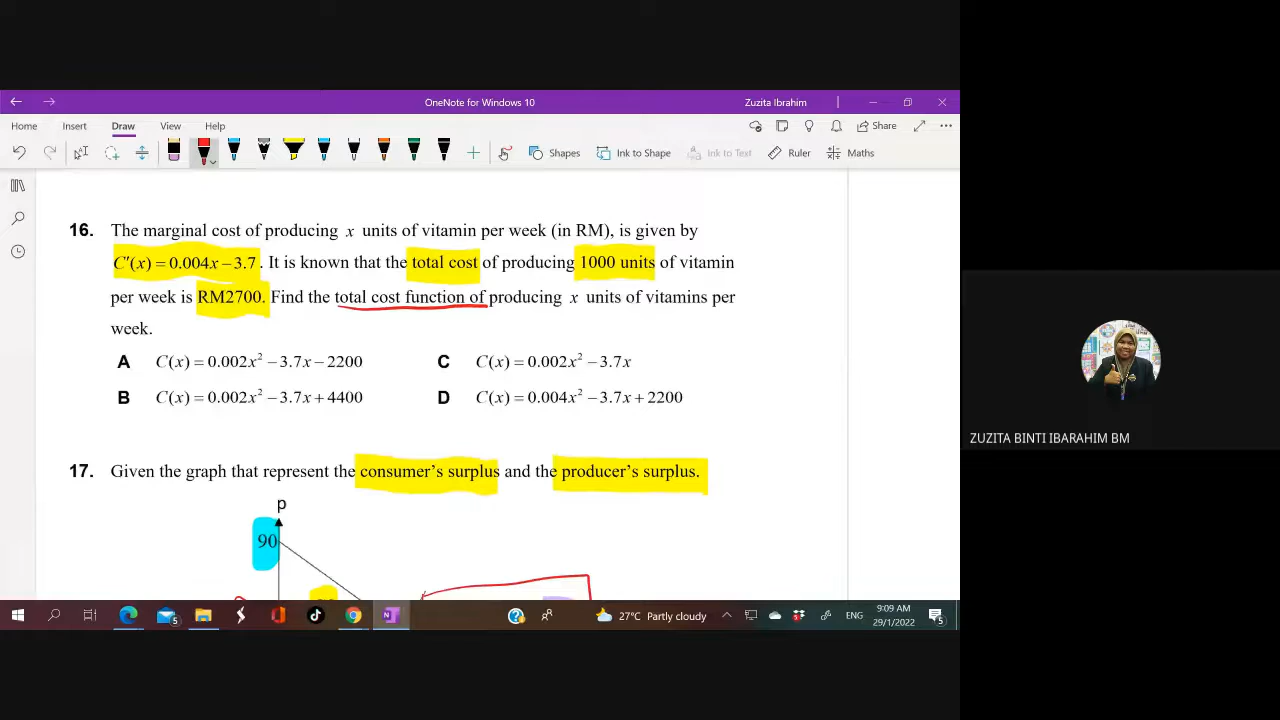 OneNote for Windows 10
Zuzita Ibrahim
Home Insert Draw View Help
Share
Shapes Ink to Shape Ink to Text Ruler Maths
16. The marginal cost of producing x units of vitamin per week (in RM), is given by
C′(x) = 0.004x − 3.7. It is known that the total cost of producing 1000 units of vitamin
per week is RM2700. Find the total cost function of producing x units of vitamins per
week.
A C(x) = 0.002x² − 3.7x − 2200 C C(x) = 0.002x² − 3.7x
B C(x) = 0.002x² − 3.7x + 4400 D C(x) = 0.004x² − 3.7x + 2200
17. Given the graph that represent the consumer's surplus and the producer's surplus.
p
90
ZUZITA BINTI IBARAHIM BM
27°C Partly cloudy ENG 9:09 AM
29/1/2022